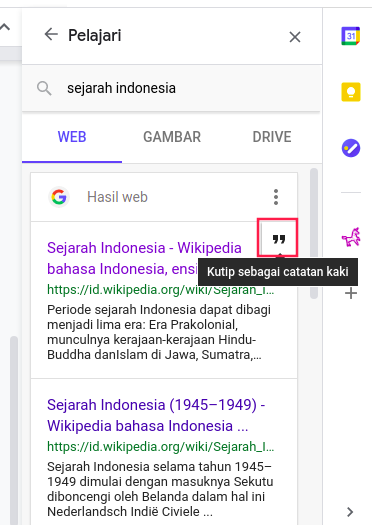 Pelajari
31
sejarah indonesia
WEB GAMBAR DRIVE
Hasil web
Sejarah Indonesia - Wikipedia
bahasa Indonesia, ensi
Kutip sebagai catatan kaki
https://id.wikipedia.org/wiki/Sejarah_I...
Periode sejarah Indonesia dapat dibagi
menjadi lima era: Era Prakolonial,
munculnya kerajaan-kerajaan Hindu-
Buddha danIslam di Jawa, Sumatra,...
Sejarah Indonesia (1945–1949) -
Wikipedia bahasa Indonesia ...
https://id.wikipedia.org/wiki/Sejarah_I...
Sejarah Indonesia selama tahun 1945–
1949 dimulai dengan masuknya Sekutu
diboncengi oleh Belanda dalam hal ini
Nederlandsch Indië Civiele ...